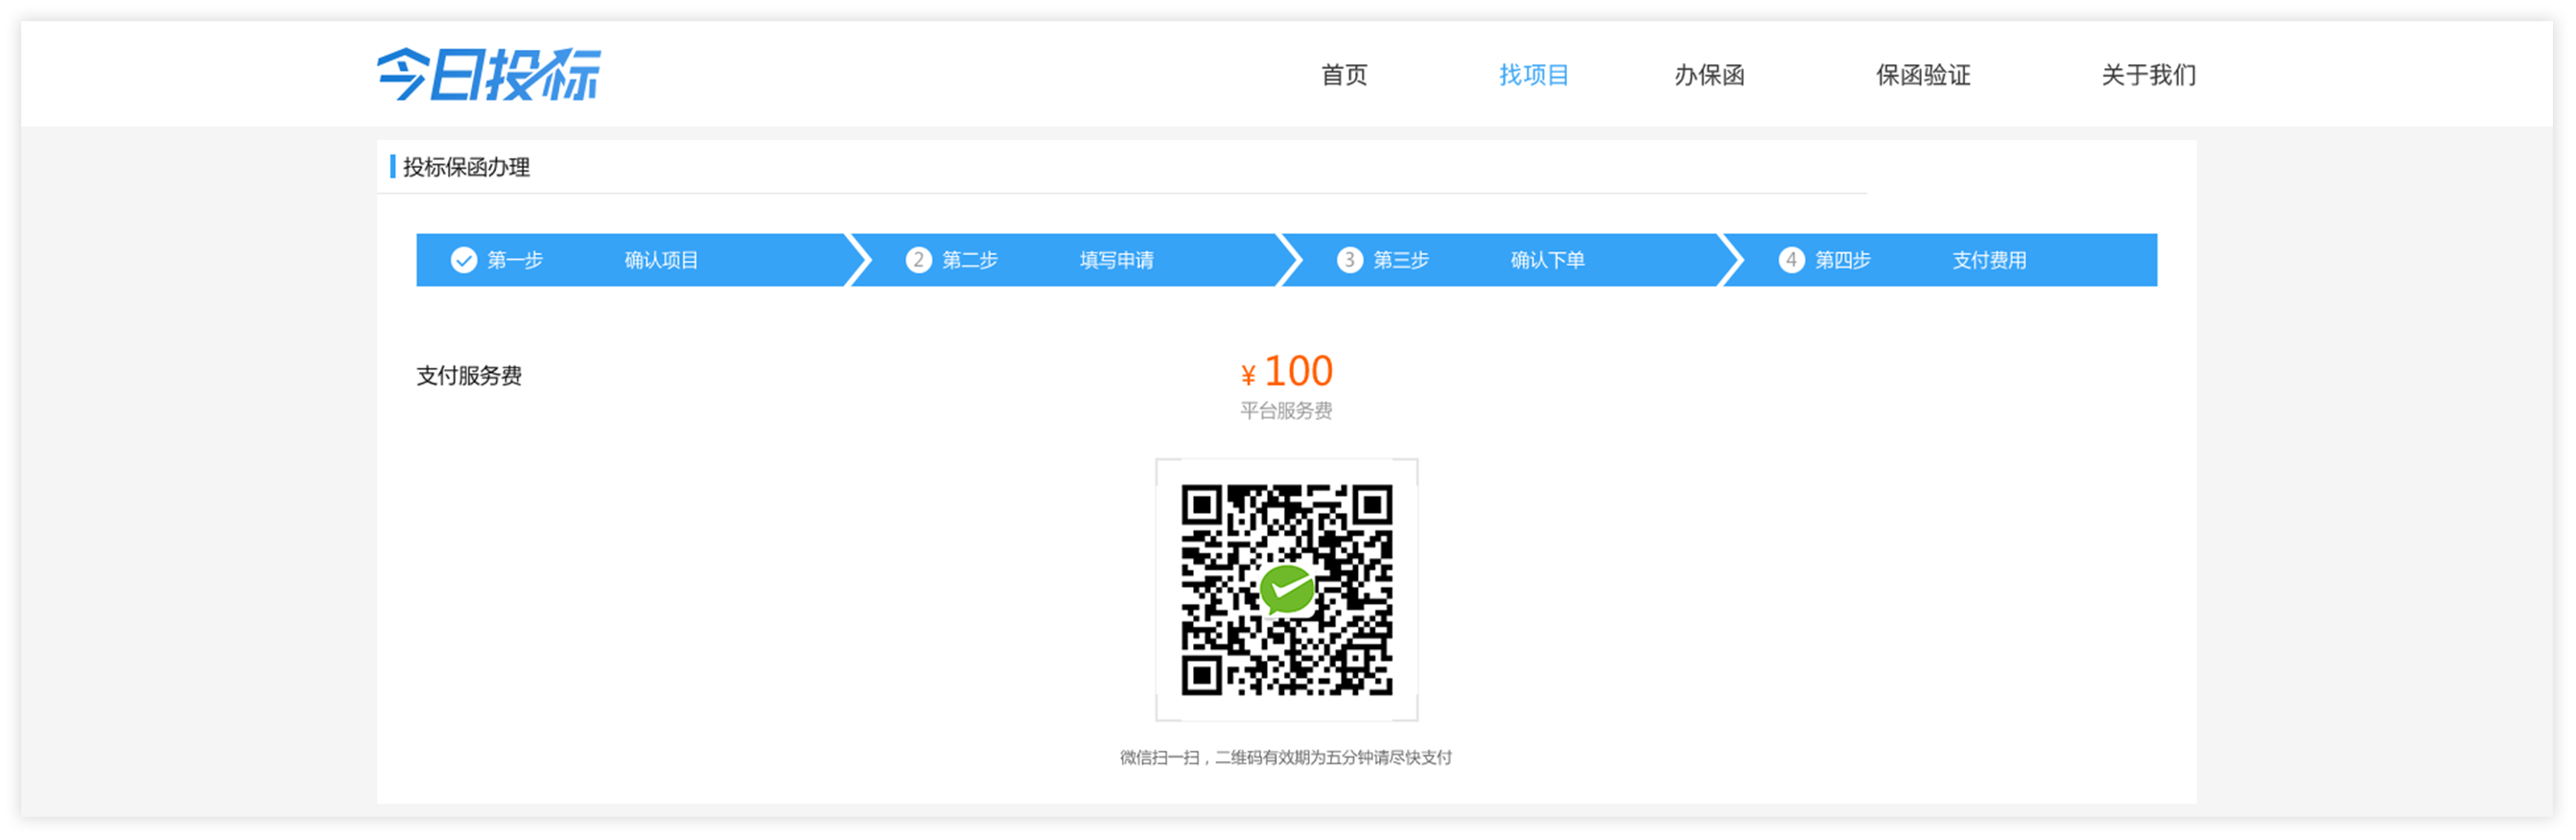 今日投标
首页 找项目 办保函 保函验证 关于我们
投标保函办理
第一步 确认项目 2 第二步 填写申请 3 第三步 确认下单 4 第四步 支付费用
支付服务费
¥ 100
平台服务费
微信扫一扫，二维码有效期为五分钟请尽快支付